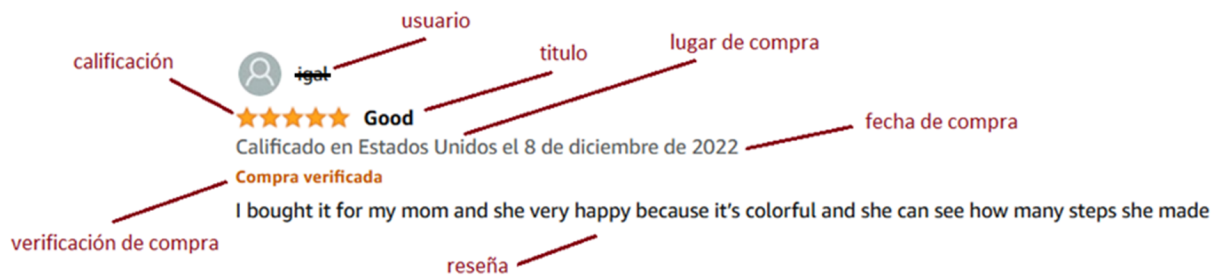 usuario
calificación
titulo
lugar de compra
igal
Good
fecha de compra
Calificado en Estados Unidos el 8 de diciembre de 2022
Compra verificada
I bought it for my mom and she very happy because it's colorful and she can see how many steps she made
verificación de compra
reseña